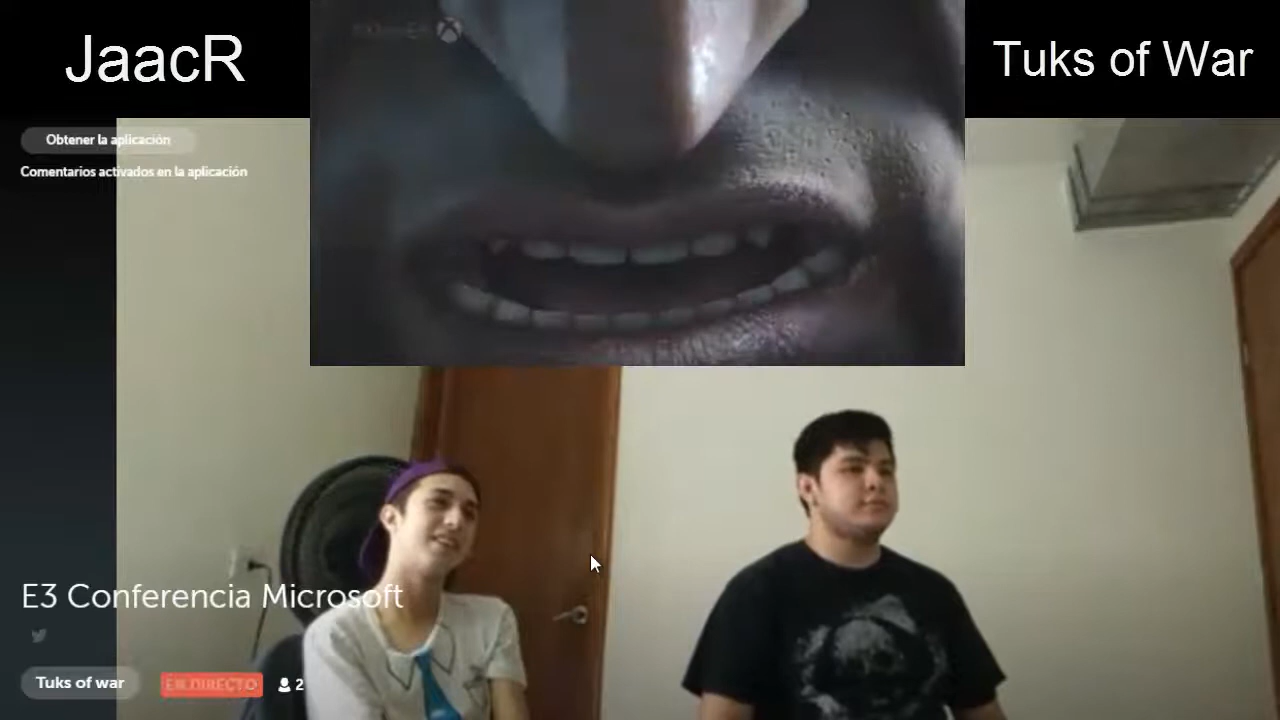 JaacR
Tuks of War
Obtener la aplicación
Comentarios activados en la aplicación
E3 Conferencia Microsoft
Tuks of war
EN DIRECTO
2